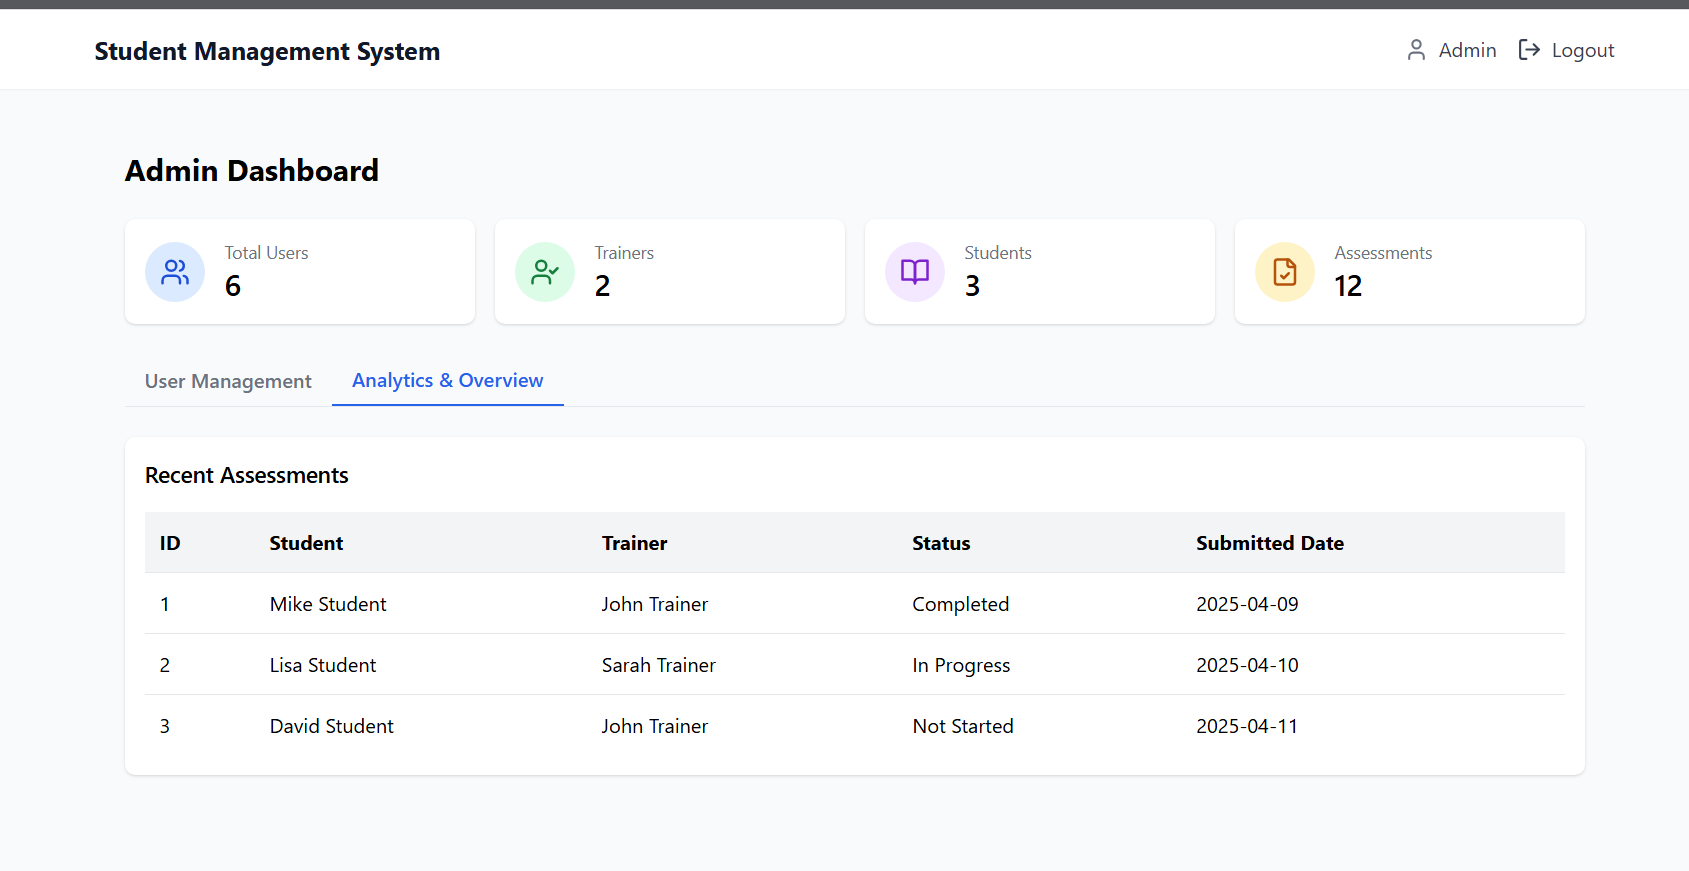 Student Management System
Admin Logout
Admin Dashboard
Total Users
6
Trainers
2
Students
3
Assessments
12
User Management Analytics & Overview
Recent Assessments
ID Student Trainer Status Submitted Date
1 Mike Student John Trainer Completed 2025-04-09
2 Lisa Student Sarah Trainer In Progress 2025-04-10
3 David Student John Trainer Not Started 2025-04-11